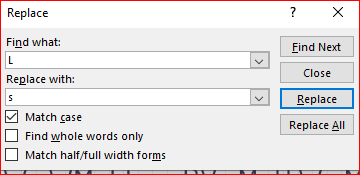 Replace ? ×
Find what:
L
Find Next
Close
Replace with:
s
Replace
Match case
Replace All
Find whole words only
Match half/full width forms